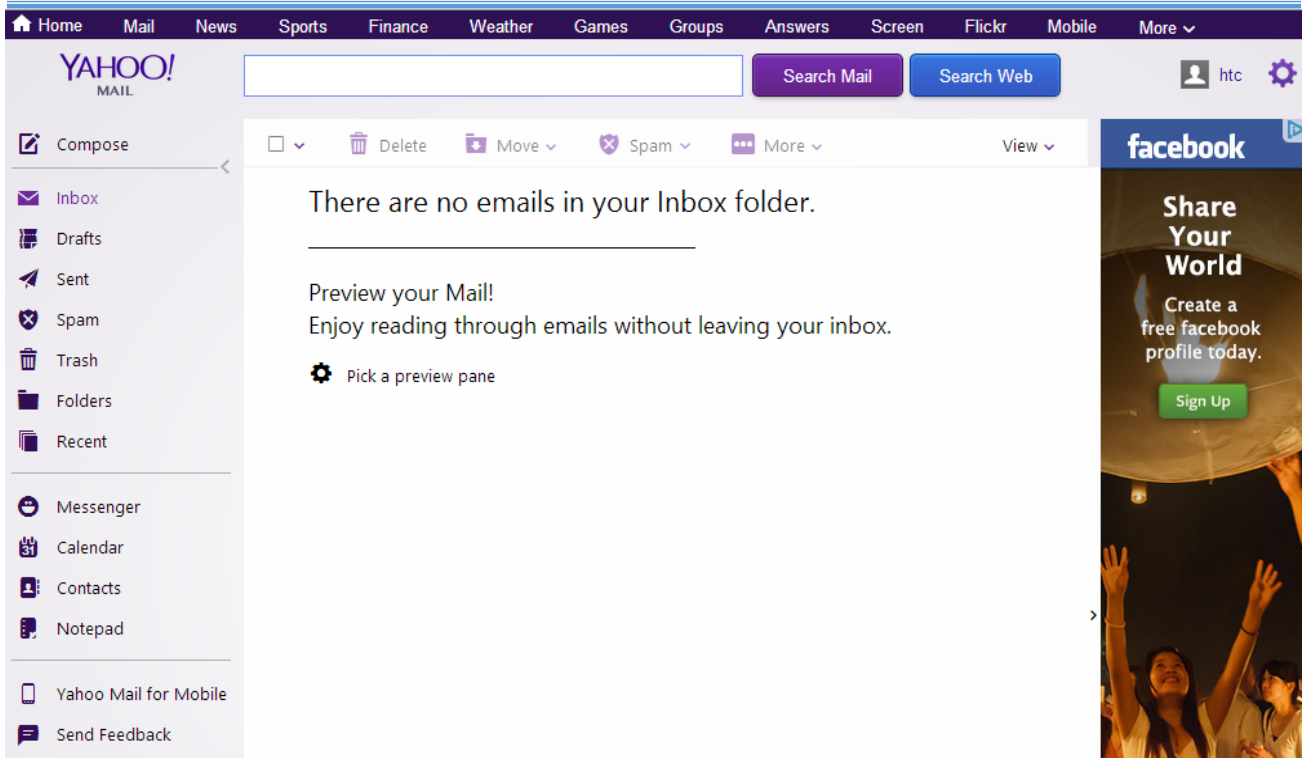 Home Mail News Sports Finance Weather Games Groups Answers Screen Flickr Mobile More
YAHOO!
MAIL
Search Mail Search Web htc
Compose
Inbox
Drafts
Sent
Spam
Trash
Folders
Recent
Messenger
31
Calendar
Contacts
Notepad
Yahoo Mail for Mobile
Send Feedback
Delete Move Spam More View
There are no emails in your Inbox folder.
Preview your Mail!
Enjoy reading through emails without leaving your inbox.
Pick a preview pane
facebook
Share
Your
World
Create a
free facebook
profile today.
Sign Up